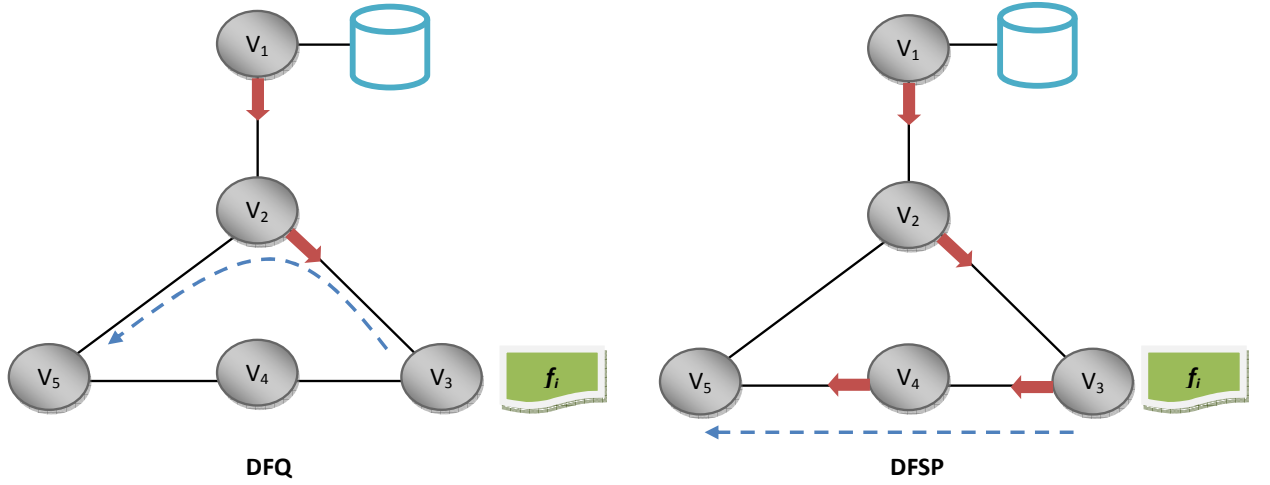 V₁
V₂
V₅
V₄
V₃
fᵢ
DFQ
V₁
V₂
V₅
V₄
V₃
fᵢ
DFSP